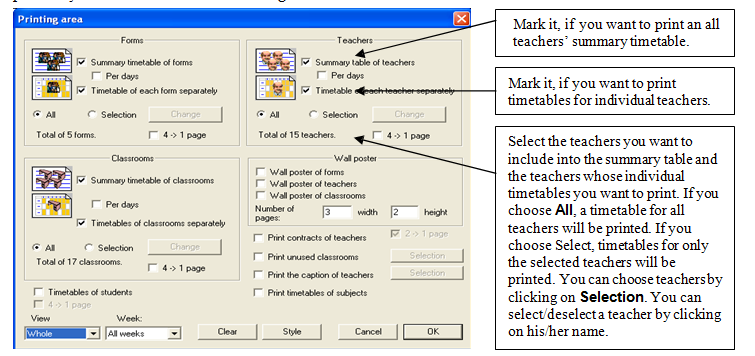 Printing area
Forms
Summary timetable of forms
Per days
Timetable of each form separately
All
Selection
Change
Total of 5 forms.
4 -> 1 page
Teachers
Summary table of teachers
Per days
Timetable of each teacher separately
All
Selection
Change
Total of 15 teachers.
4 -> 1 page
Classrooms
Summary timetable of classrooms
Per days
Timetables of classrooms separately
All
Selection
Change
Total of 17 classrooms.
4 -> 1 page
Wall poster
Wall poster of forms
Wall poster of teachers
Wall poster of classrooms
Number of
pages:
3 width 2 height
Print contracts of teachers
2 -> 1 page
Print unused classrooms
Selection
Print the caption of teachers
Selection
Print timetables of subjects
Timetables of students
4 -> 1 page
View
Whole
Week:
All weeks
Clear
Style
Cancel
OK
Mark it, if you want to print an all
teachers' summary timetable.
Mark it, if you want to print
timetables for individual teachers.
Select the teachers you want to
include into the summary table and
the teachers whose individual
timetables you want to print. If you
choose All, a timetable for all
teachers will be printed. If you
choose Select, timetables for only
the selected teachers will be
printed. You can choose teachers by
clicking on Selection. You can
select/deselect a teacher by clicking
on his/her name.